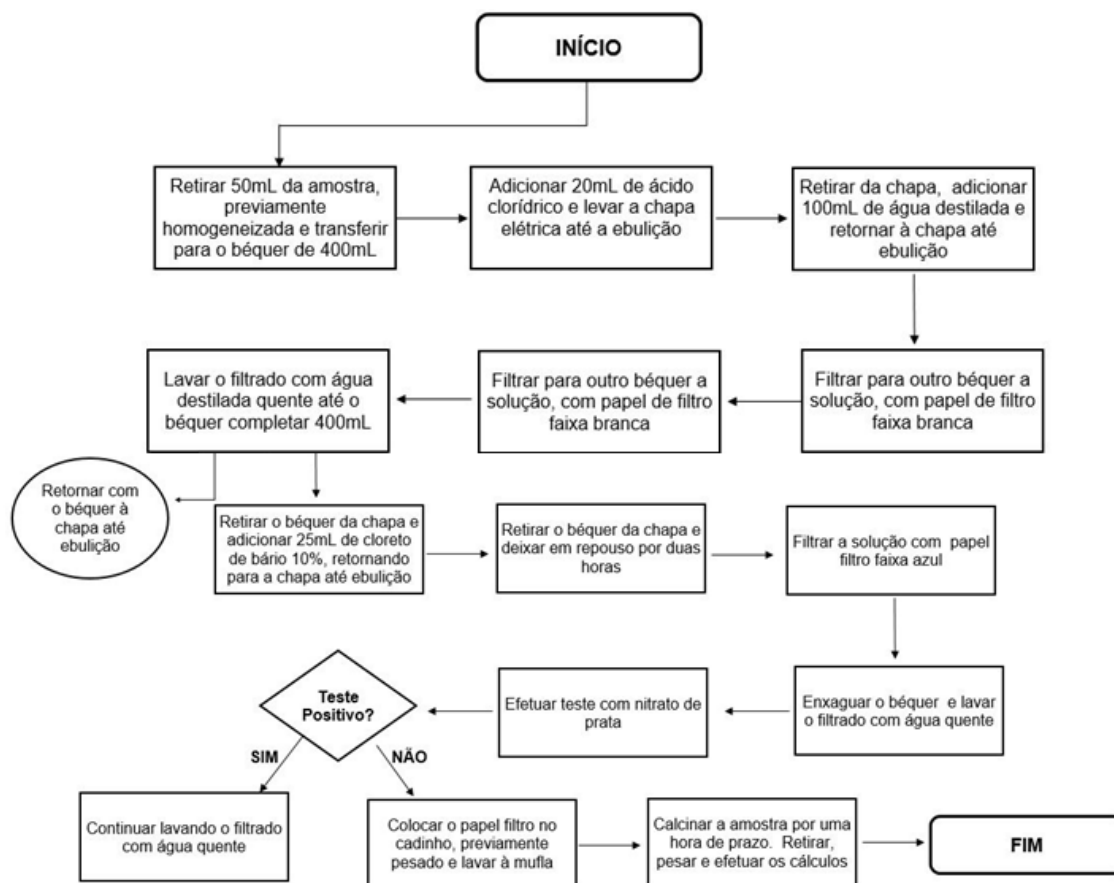 INÍCIO
Retirar 50mL da amostra,
previamente
homogeneizada e transferir
para o béquer de 400mL
Adicionar 20mL de ácido
clorídrico e levar a chapa
elétrica até a ebulição
Retirar da chapa, adicionar
100mL de água destilada e
retornar à chapa até
ebulição
Lavar o filtrado com água
destilada quente até o
béquer completar 400mL
Filtrar para outro béquer a
solução, com papel de filtro
faixa branca
Filtrar para outro béquer a
solução, com papel de filtro
faixa branca
Retornar com
o béquer à
chapa até
ebulição
Retirar o béquer da chapa e
adicionar 25mL de cloreto
de bário 10%, retornando
para a chapa até ebulição
Retirar o béquer da chapa e
deixar em repouso por duas
horas
Filtrar a solução com papel
filtro faixa azul
Teste
Positivo?
Efetuar teste com nitrato de
prata
Enxaguar o béquer e lavar
o filtrado com água quente
SIM
NÃO
Continuar lavando o filtrado
com água quente
Colocar o papel filtro no
cadinho, previamente
pesado e lavar à mufla
Calcinar a amostra por uma
hora de prazo. Retirar,
pesar e efetuar os cálculos
FIM